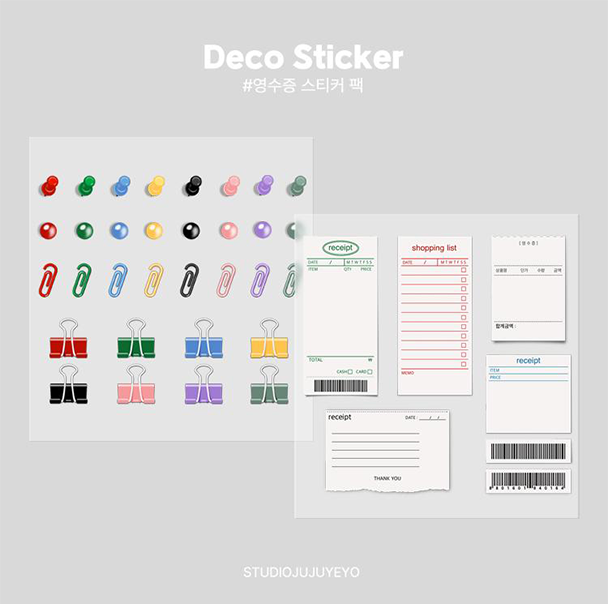 Deco Sticker
#영수증 스티커 팩
receipt
DATE / M T W T F S S
ITEM QTY PRICE
TOTAL ₩
CASH CARD
shopping list
DATE / M T W T F S S
MEMO
(영수증)
상품명 단가 수량 금액
합계금액 :
receipt
ITEM
PRICE
receipt
DATE : / /
THANK YOU
STUDIOJUJUYEYO